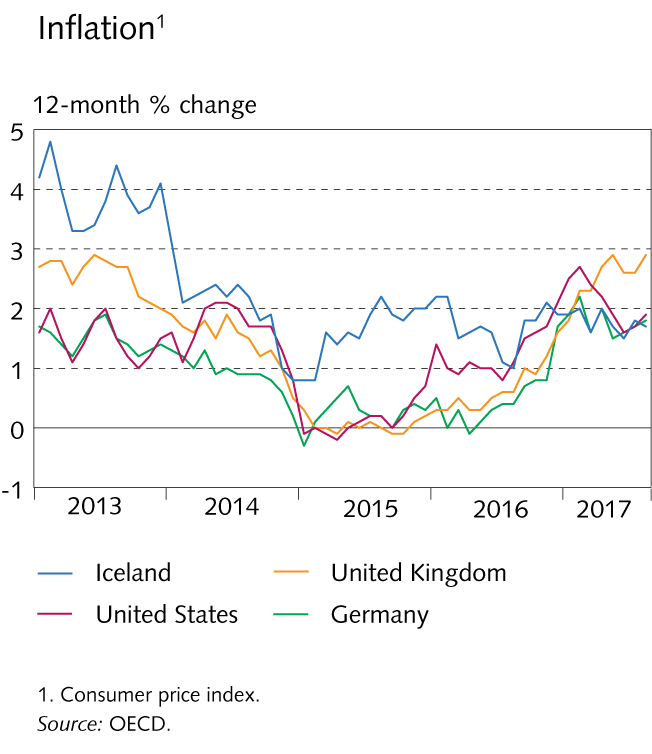 Inflation¹
12-month % change
5
4
3
2
1
0
-1
2013 2014 2015 2016 2017
Iceland United Kingdom
United States Germany
1. Consumer price index.
Source: OECD.